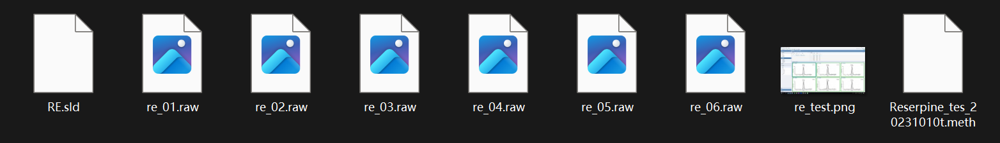 RE.sld
re_01.raw
re_02.raw
re_03.raw
re_04.raw
re_05.raw
re_06.raw
re_test.png
Reserpine_tes_2
0231010t.meth